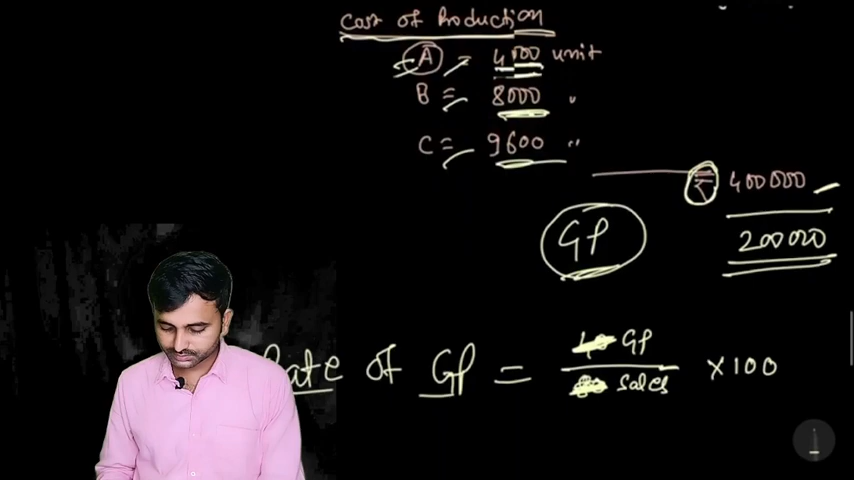 Cost of Production
A = 4000 unit
B = 8000 "
C = 9600 "
₹ 400000
GP 200000
Rate of GP = GP / Sales × 100